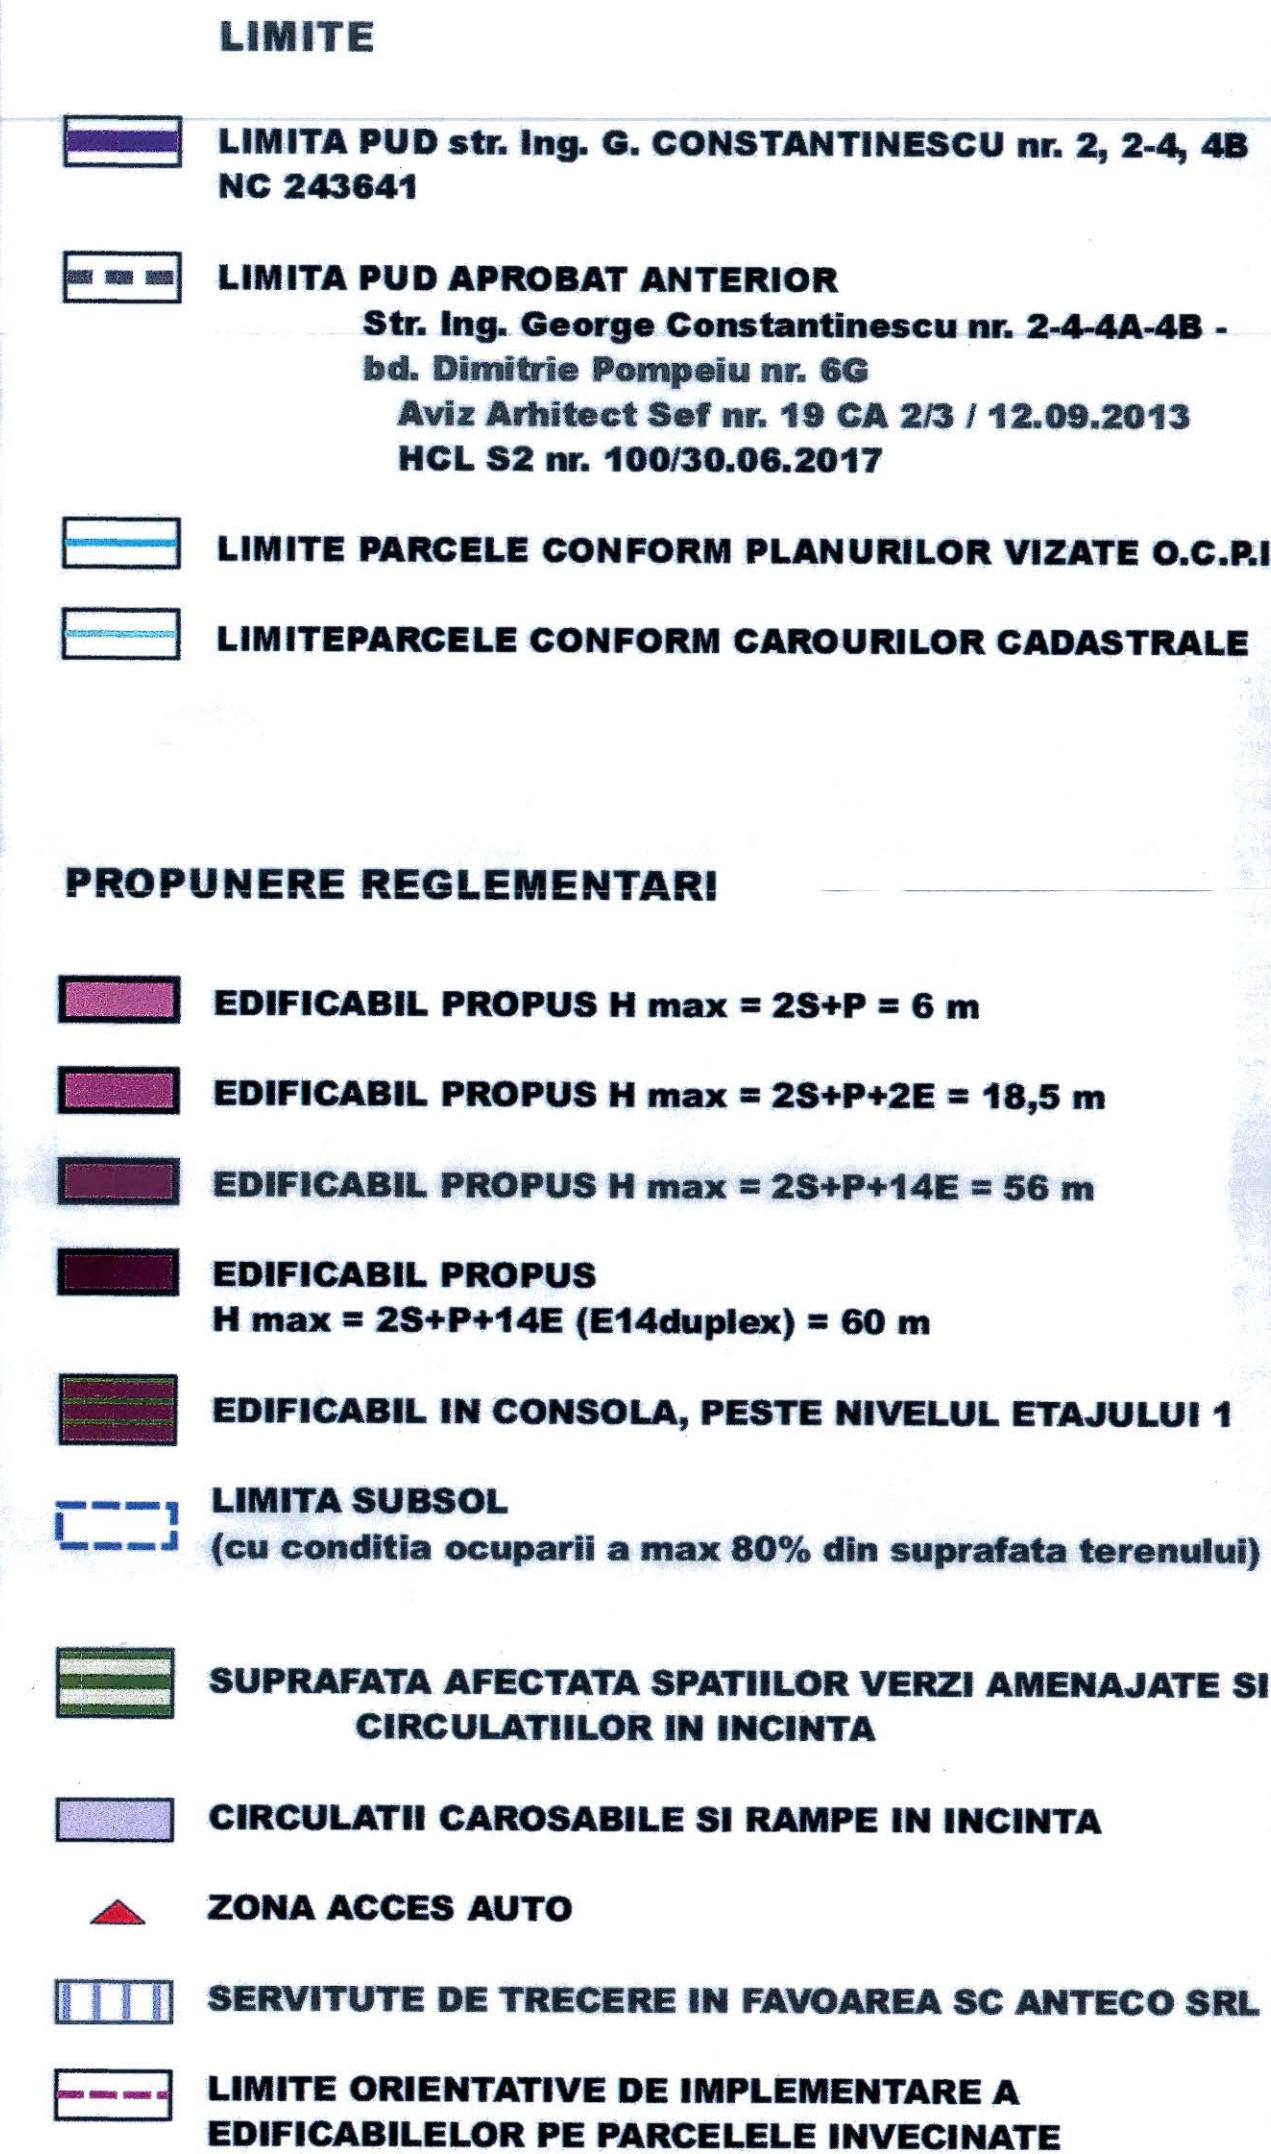 LIMITE
LIMITA PUD str. Ing. G. CONSTANTINESCU nr. 2, 2-4, 4B
NC 243641
LIMITA PUD APROBAT ANTERIOR
Str. Ing. George Constantinescu nr. 2-4-4A-4B -
bd. Dimitrie Pompeiu nr. 6G
Aviz Arhitect Sef nr. 19 CA 2/3 / 12.09.2013
HCL S2 nr. 100/30.06.2017
LIMITE PARCELE CONFORM PLANURILOR VIZATE O.C.P.I
LIMITEPARCELE CONFORM CAROURILOR CADASTRALE
PROPUNERE REGLEMENTARI
EDIFICABIL PROPUS H max = 2S+P = 6 m
EDIFICABIL PROPUS H max = 2S+P+2E = 18,5 m
EDIFICABIL PROPUS H max = 2S+P+14E = 56 m
EDIFICABIL PROPUS
H max = 2S+P+14E (E14duplex) = 60 m
EDIFICABIL IN CONSOLA, PESTE NIVELUL ETAJULUI 1
LIMITA SUBSOL
(cu conditia ocuparii a max 80% din suprafata terenului)
SUPRAFATA AFECTATA SPATIILOR VERZI AMENAJATE SI
CIRCULATIILOR IN INCINTA
CIRCULATII CAROSABILE SI RAMPE IN INCINTA
ZONA ACCES AUTO
SERVITUTE DE TRECERE IN FAVOAREA SC ANTECO SRL
LIMITE ORIENTATIVE DE IMPLEMENTARE A
EDIFICABILELOR PE PARCELELE INVECINATE